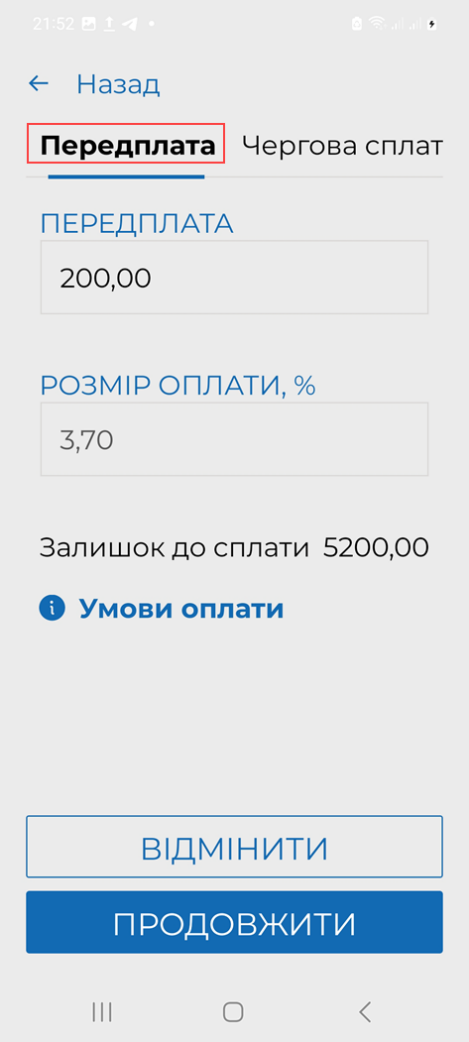 21:52
Назад
Передплата Чергова сплат
ПЕРЕДПЛАТА
200,00
РОЗМІР ОПЛАТИ, %
3,70
Залишок до сплати 5200,00
Умови оплати
ВІДМІНИТИ
ПРОДОВЖИТИ